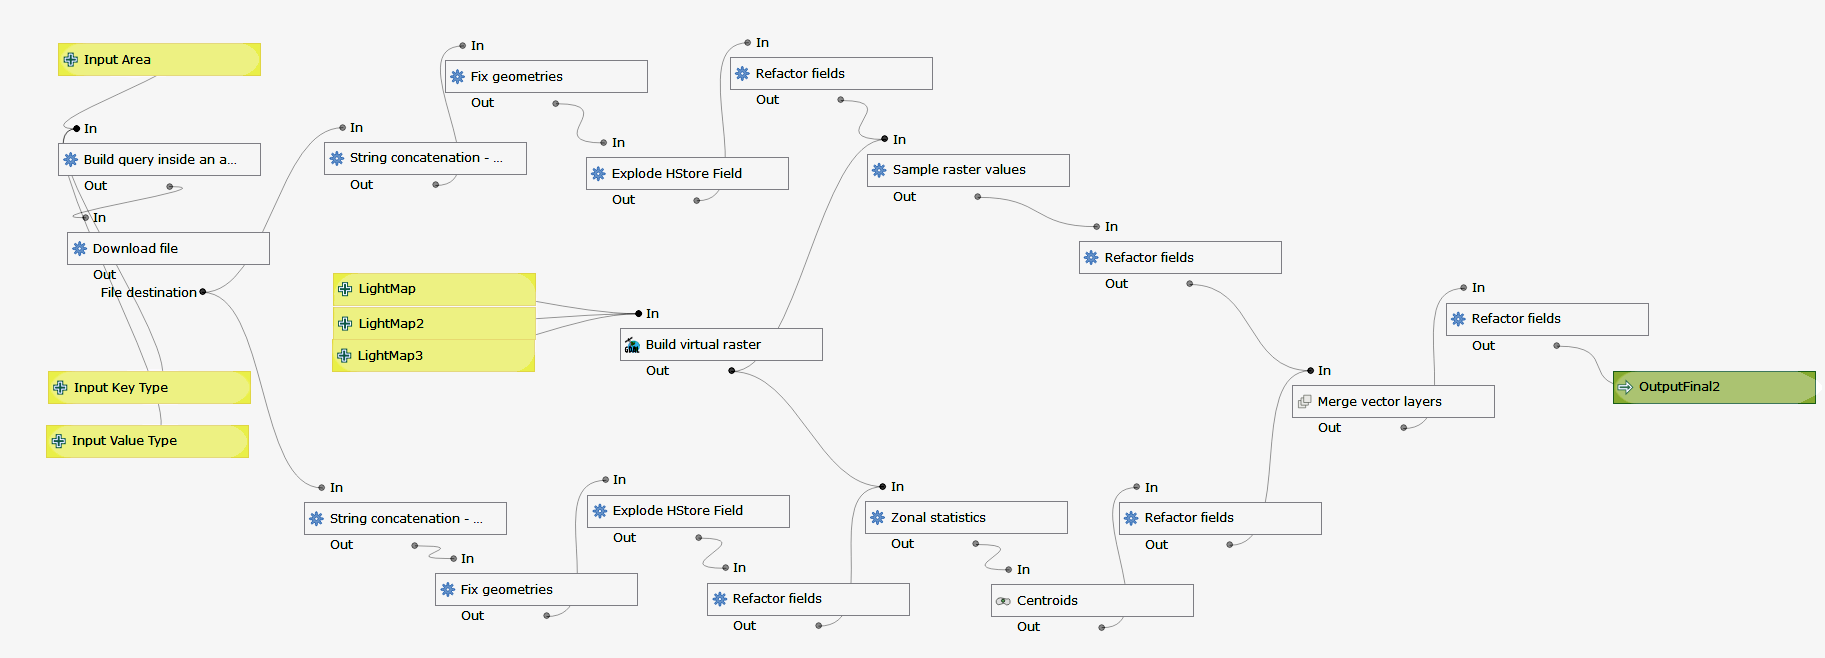 Input Area
In
Build query inside an a...
Out
In
Download file
Out
File destination
Input Key Type
Input Value Type
In
String concatenation - ...
Out
In
Fix geometries
Out
In
Explode HStore Field
Out
In
Refactor fields
Out
In
Sample raster values
Out
In
Refactor fields
Out
LightMap
LightMap2
LightMap3
In
Build virtual raster
Out
In
String concatenation - ...
Out
In
Fix geometries
Out
In
Explode HStore Field
Out
In
Refactor fields
Out
In
Zonal statistics
Out
In
Centroids
Out
In
Refactor fields
Out
In
Merge vector layers
Out
In
Refactor fields
Out
OutputFinal2